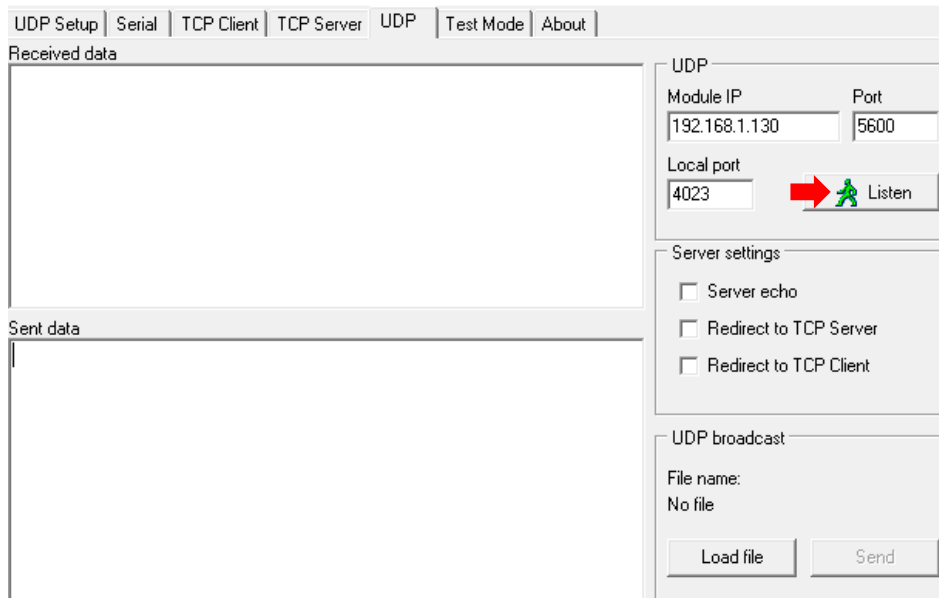 UDP Setup Serial TCP Client TCP Server UDP Test Mode About
Received data
Sent data
UDP
Module IP Port
192.168.1.130 5600
Local port
4023 Listen
Server settings
Server echo
Redirect to TCP Server
Redirect to TCP Client
UDP broadcast
File name:
No file
Load file Send